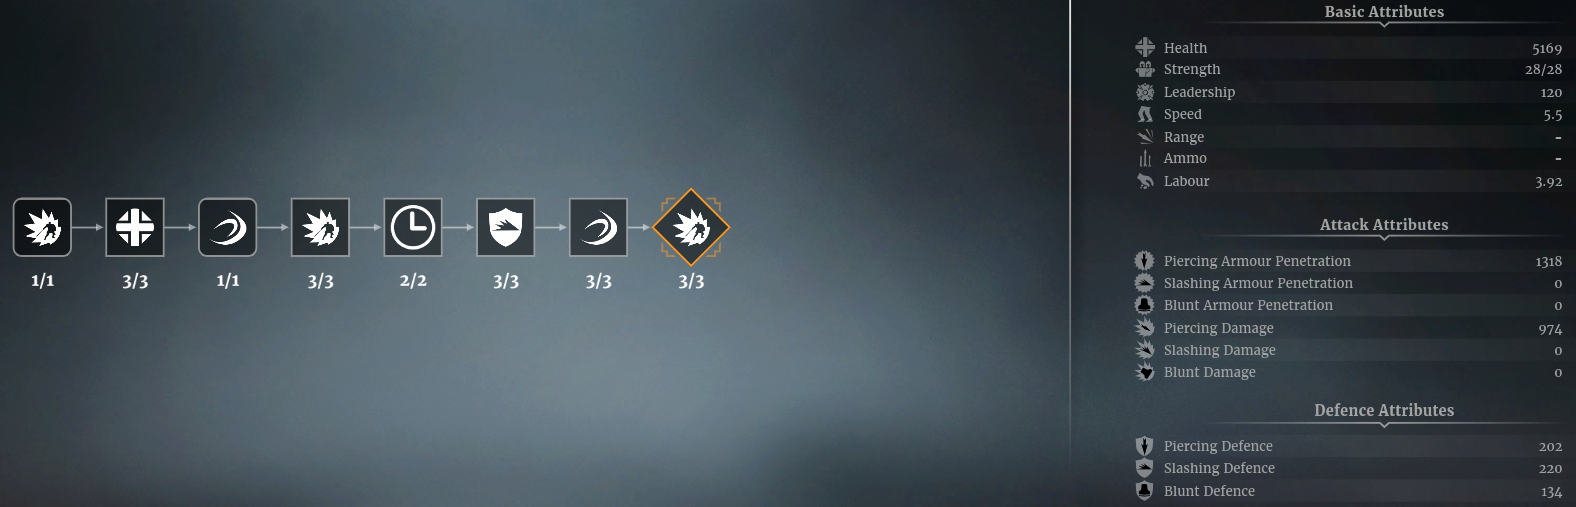 1/1
3/3
1/1
3/3
2/2
3/3
3/3
3/3
Basic Attributes
Health 5169
Strength 28/28
Leadership 120
Speed 5.5
Range -
Ammo -
Labour 3.92
Attack Attributes
Piercing Armour Penetration 1318
Slashing Armour Penetration 0
Blunt Armour Penetration 0
Piercing Damage 974
Slashing Damage 0
Blunt Damage 0
Defence Attributes
Piercing Defence 202
Slashing Defence 220
Blunt Defence 134